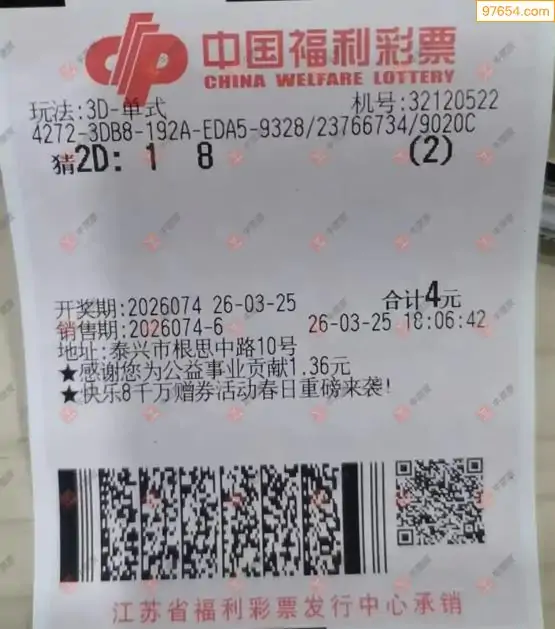 97654.com
中国福利彩票
CHINA WELFARE LOTTERY
玩法:3D-单式 机号:32120522
4272-3DB8-192A-EDA5-9328/23766734/9020C
猜2D: 1 8 (2)
开奖期:2026074 26-03-25 合计4元
销售期:2026074-6 26-03-25 18:06:42
地址:泰兴市根思中路10号
★感谢您为公益事业贡献1.36元
★快乐8千万赠券活动春日重磅来袭!
江苏省福利彩票发行中心承销